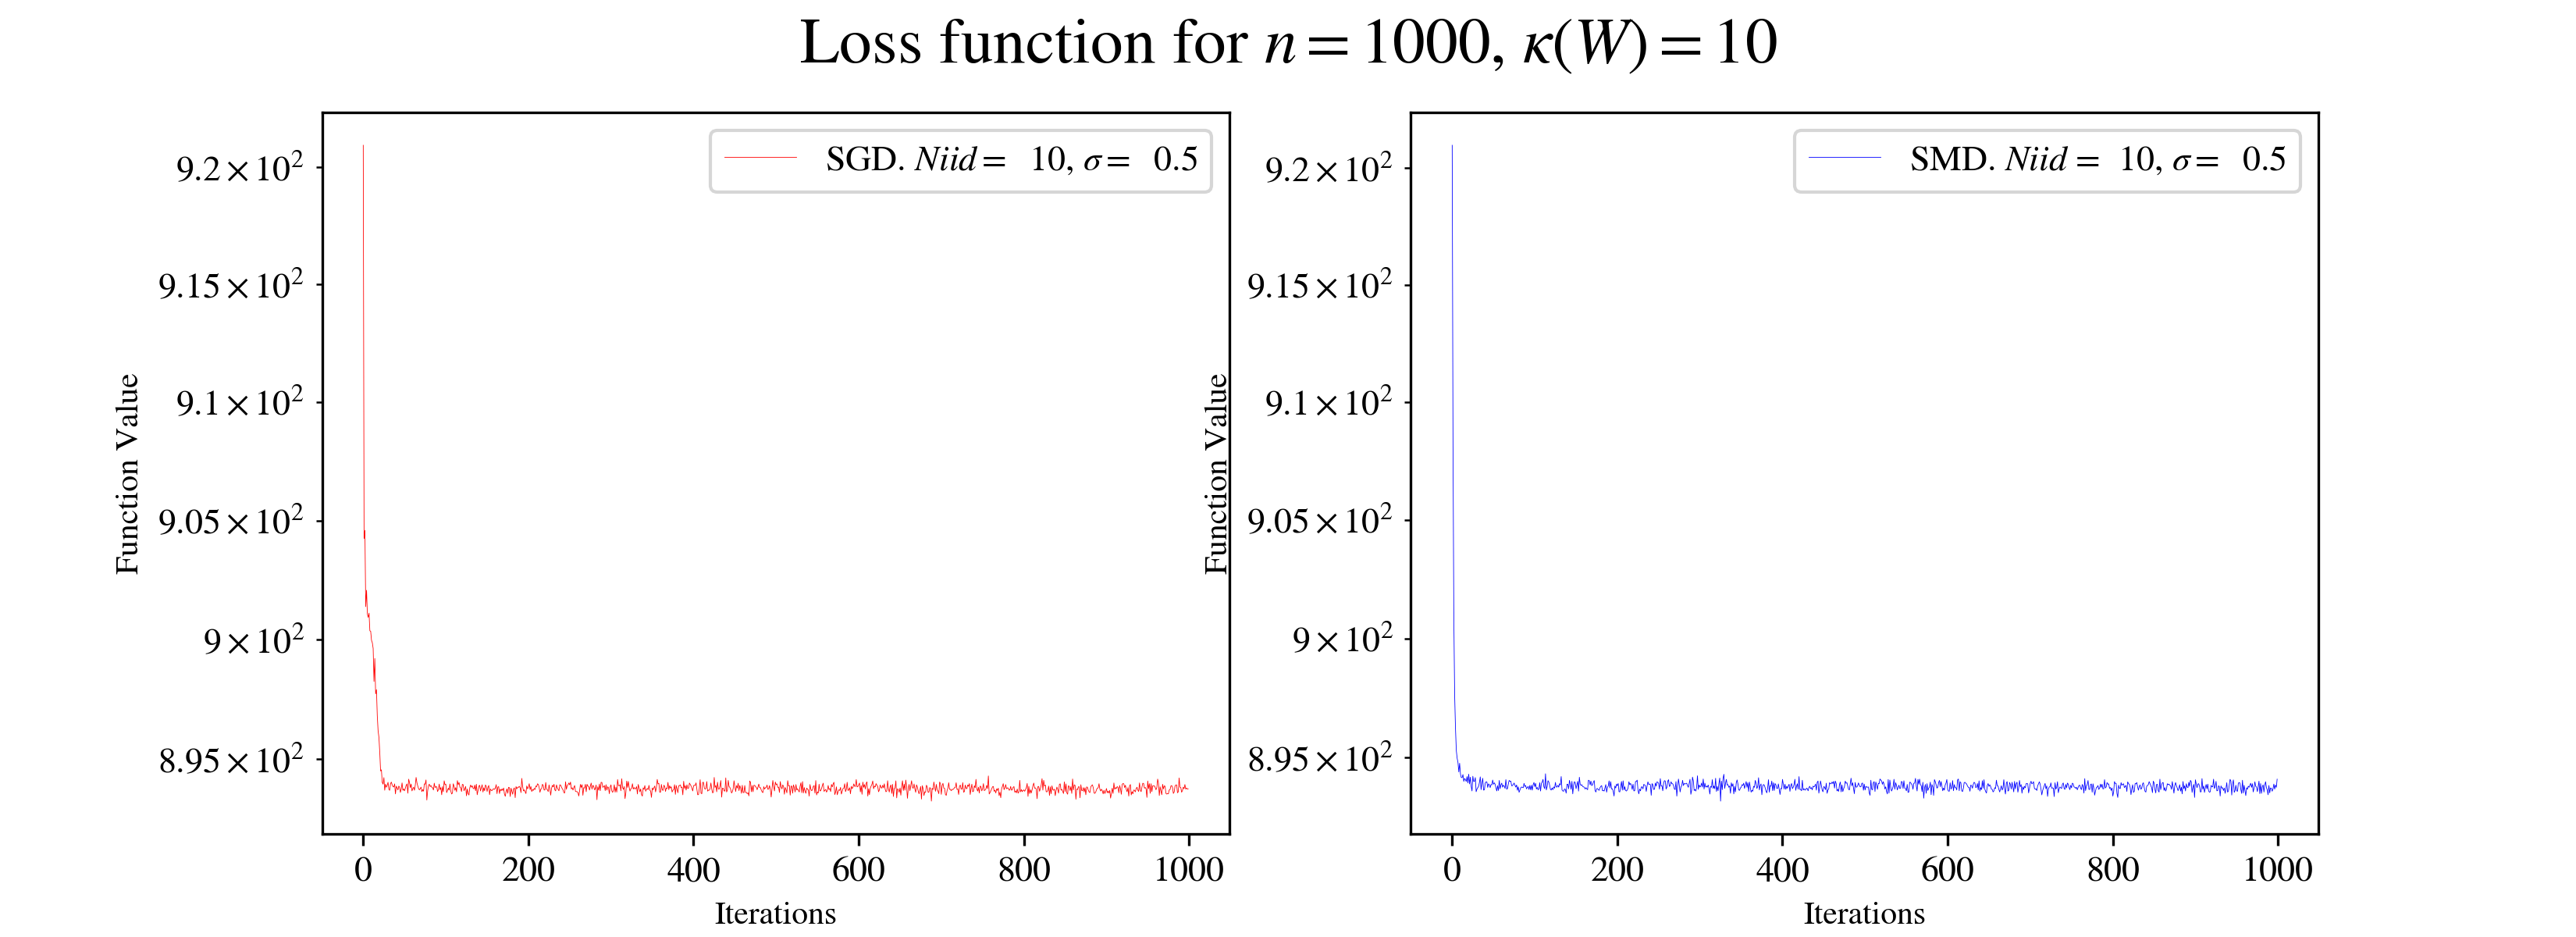 Loss function for n = 1000, κ(W) = 10
SGD. Niid = 10, σ = 0.5
9.2 × 10²
9.15 × 10²
9.1 × 10²
9.05 × 10²
9 × 10²
8.95 × 10²
Function Value
0 200 400 600 800 1000
Iterations
SMD. Niid = 10, σ = 0.5
9.2 × 10²
9.15 × 10²
9.1 × 10²
9.05 × 10²
9 × 10²
8.95 × 10²
Function Value
0 200 400 600 800 1000
Iterations